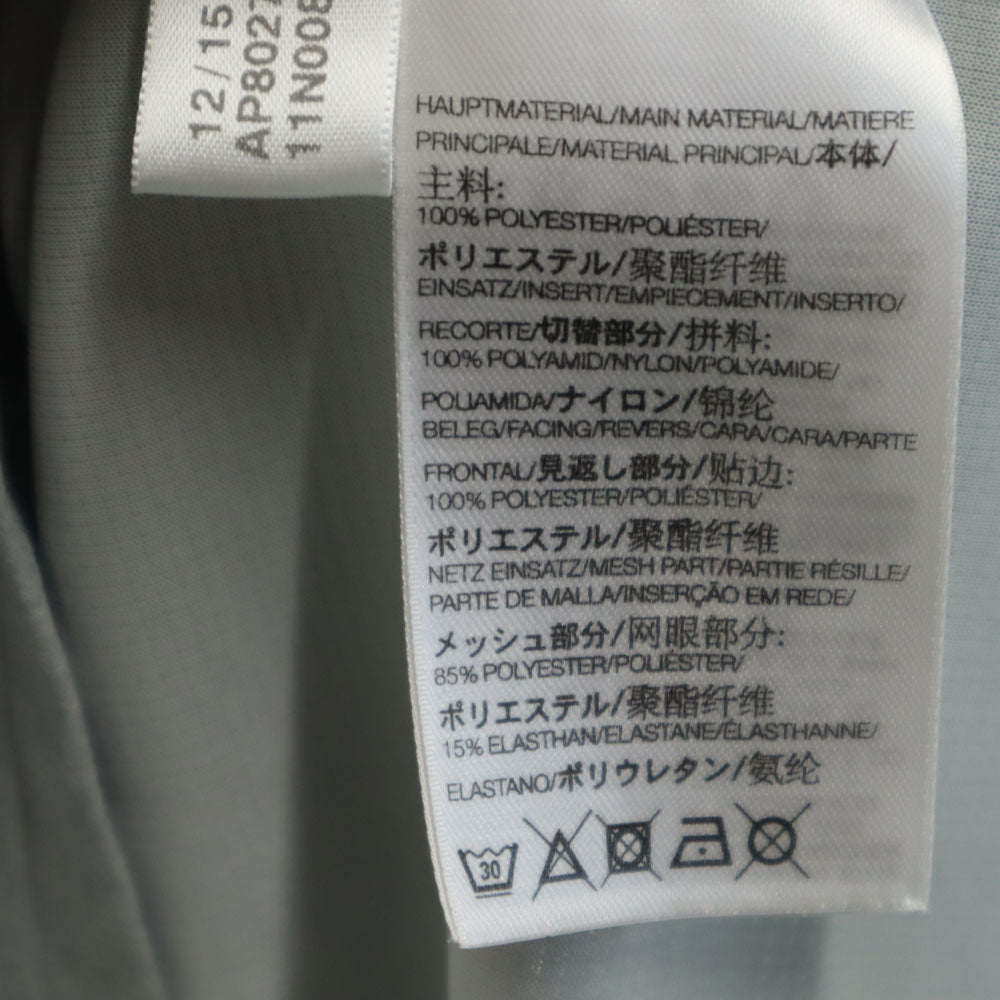 12/15
AP8027
11N008
HAUPTMATERIAL/MAIN MATERIAL/MATIERE
PRINCIPALE/MATERIAL PRINCIPAL/本体/
主料:
100% POLYESTER/POLIÉSTER/
ポリエステル/聚酯纤维
EINSATZ/INSERT/EMPIECEMENT/INSERTO/
RECORTE/切替部分/拼料:
100% POLYAMID/NYLON/POLYAMIDE/
POLIAMIDA/ナイロン/锦纶
BELEG/FACING/REVERS/CARA/CARA/PARTE
FRONTAL/見返し部分/贴边:
100% POLYESTER/POLIÉSTER/
ポリエステル/聚酯纤维
NETZ EINSATZ/MESH PART/PARTIE RÉSILLE/
PARTE DE MALLA/INSERÇÃO EM REDE/
メッシュ部分/网眼部分:
85% POLYESTER/POLIÉSTER/
ポリエステル/聚酯纤维
15% ELASTHAN/ELASTANE/ÉLASTHANNE/
ELASTANO/ポリウレタン/氨纶
30